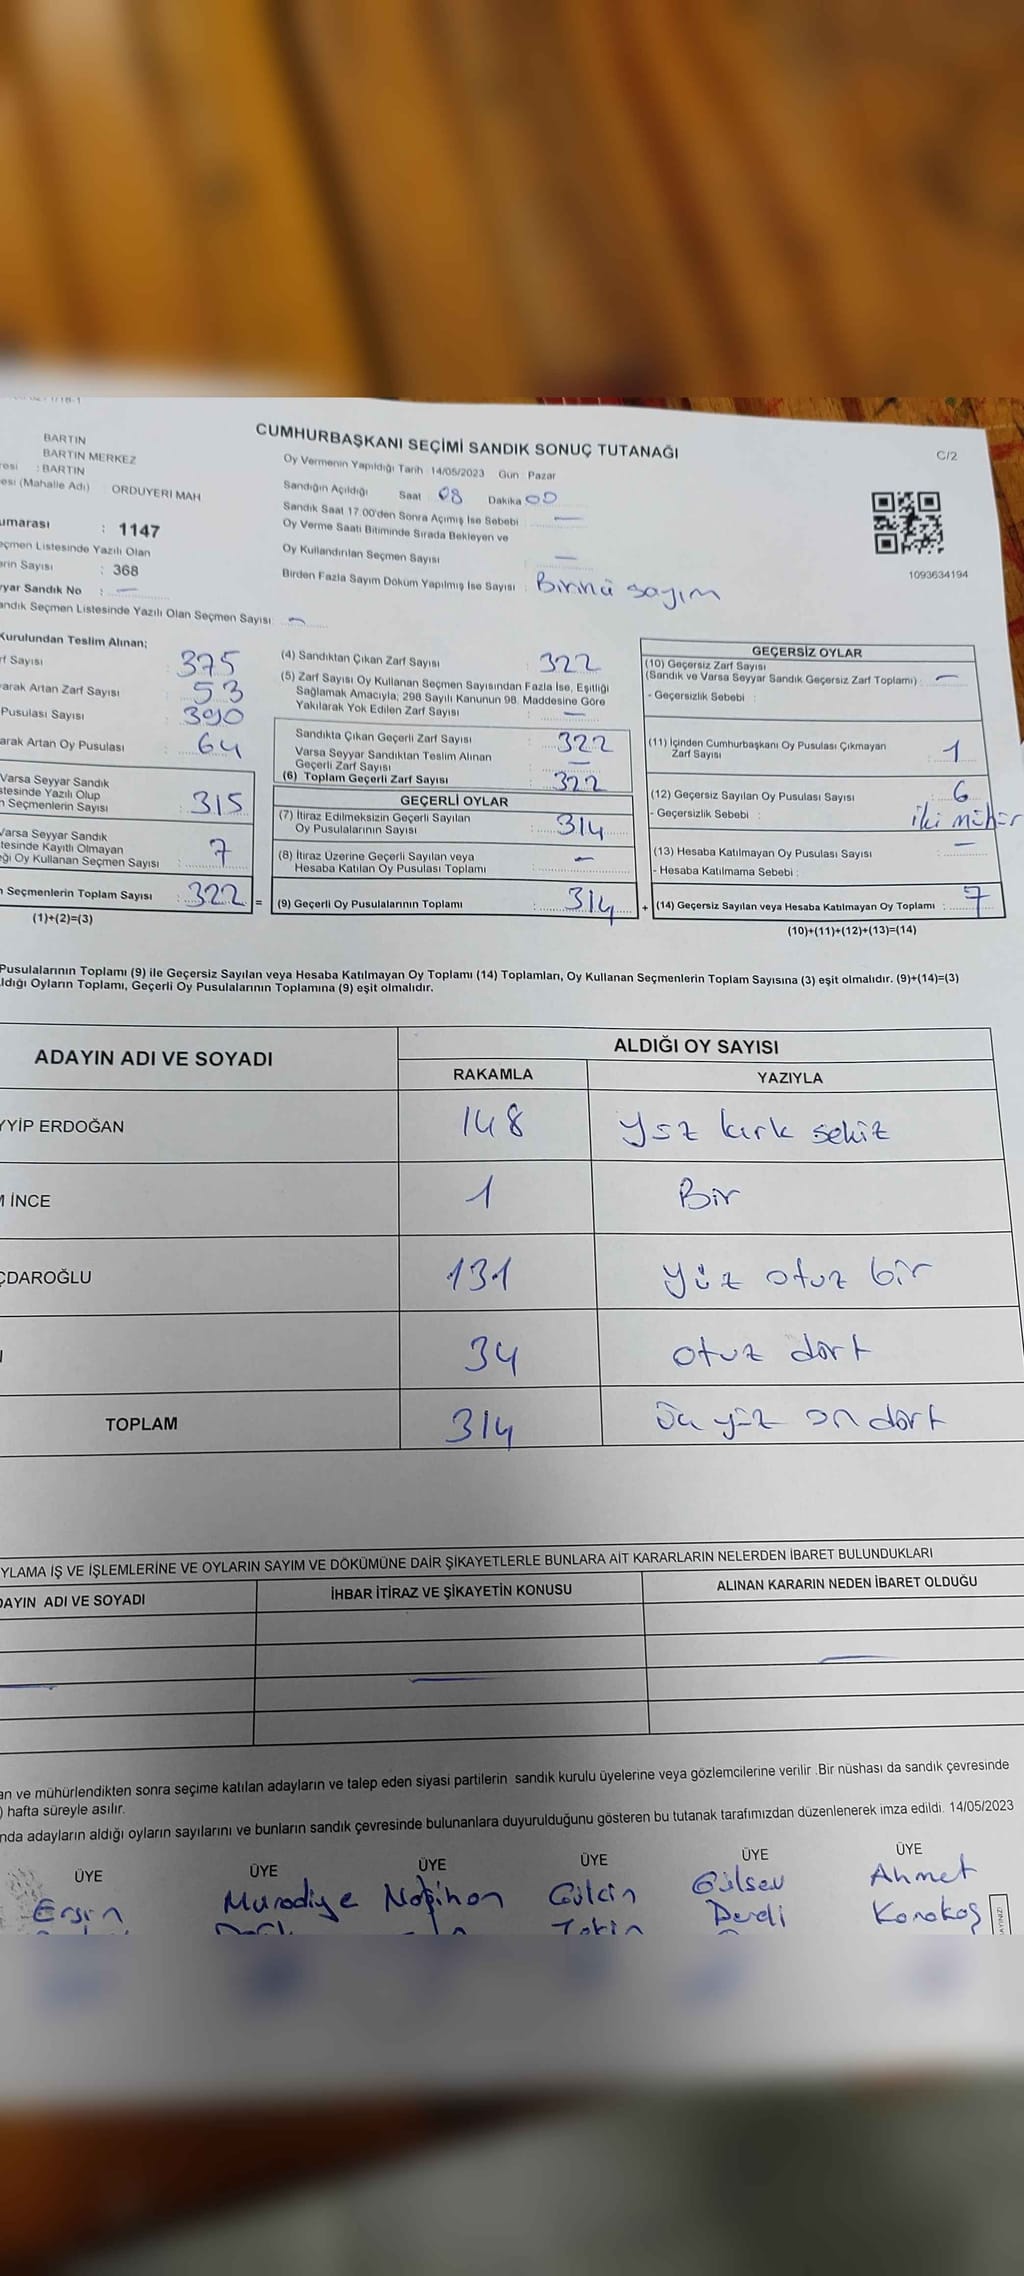 CUMHURBAŞKANI SEÇİMİ SANDIK SONUÇ TUTANAĞI
C/2
BARTIN
BARTIN MERKEZ
: BARTIN
esi (Mahalle Adı) : ORDUYERİ MAH
umarası : 1147
eçmen Listesinde Yazılı Olan
rin Sayısı : 368
yar Sandık No : —
andık Seçmen Listesinde Yazılı Olan Seçmen Sayısı: —
Oy Vermenin Yapıldığı Tarih 14/05/2023 Gün Pazar
Sandığın Açıldığı Saat 08 Dakika 00
Sandık Saat 17:00'den Sonra Açımış İse Sebebi : —
Oy Verme Saati Bitiminde Sırada Bekleyen ve
Oy Kullandırılan Seçmen Sayısı : —
Birden Fazla Sayım Döküm Yapılmış İse Sayısı : Birinci sayım
1093634194
Kurulundan Teslim Alınan;
rf Sayısı : 375
arak Artan Zarf Sayısı : 53
Pusulası Sayısı : 390
arak Artan Oy Pusulası : 64
Varsa Seyyar Sandık
stesinde Yazılı Olup
n Seçmenlerin Sayısı : 315
Varsa Seyyar Sandık
tesinde Kayıtlı Olmayan
eği Oy Kullanan Seçmen Sayısı : 7
n Seçmenlerin Toplam Sayısı : 322 =
(1)+(2)=(3)
(4) Sandıktan Çıkan Zarf Sayısı : 322
(5) Zarf Sayısı Oy Kullanan Seçmen Sayısından Fazla İse, Eşitliği
Sağlamak Amacıyla; 298 Sayılı Kanunun 98. Maddesine Göre
Yakılarak Yok Edilen Zarf Sayısı : —
Sandıkta Çıkan Geçerli Zarf Sayısı : 322
Varsa Seyyar Sandıktan Teslim Alınan
Geçerli Zarf Sayısı : —
(6) Toplam Geçerli Zarf Sayısı : 322
GEÇERLİ OYLAR
(7) İtiraz Edilmeksizin Geçerli Sayılan
Oy Pusulalarının Sayısı : 314
(8) İtiraz Üzerine Geçerli Sayılan veya
Hesaba Katılan Oy Pusulası Toplamı : —
(9) Geçerli Oy Pusulalarının Toplamı : 314 +
GEÇERSİZ OYLAR
(10) Geçersiz Zarf Sayısı
(Sandık ve Varsa Seyyar Sandık Geçersiz Zarf Toplamı) : —
- Geçersizlik Sebebi :
(11) İçinden Cumhurbaşkanı Oy Pusulası Çıkmayan
Zarf Sayısı : 1
(12) Geçersiz Sayılan Oy Pusulası Sayısı : 6
- Geçersizlik Sebebi : iki mühür
(13) Hesaba Katılmayan Oy Pusulası Sayısı : —
- Hesaba Katılmama Sebebi :
(14) Geçersiz Sayılan veya Hesaba Katılmayan Oy Toplamı : 7
(10)+(11)+(12)+(13)=(14)
Pusulalarının Toplamı (9) ile Geçersiz Sayılan veya Hesaba Katılmayan Oy Toplamı (14) Toplamları, Oy Kullanan Seçmenlerin Toplam Sayısına (3) eşit olmalıdır. (9)+(14)=(3)
ldığı Oyların Toplamı, Geçerli Oy Pusulalarının Toplamına (9) eşit olmalıdır.
ADAYIN ADI VE SOYADI ALDIĞI OY SAYISI
RAKAMLA YAZIYLA
YYİP ERDOĞAN 148 yüz kırk sekiz
M İNCE 1 Bir
ÇDAROĞLU 131 yüz otuz bir
34 otuz dört
TOPLAM 314 üç yüz on dört
YLAMA İŞ VE İŞLEMLERİNE VE OYLARIN SAYIM VE DÖKÜMÜNE DAİR ŞİKAYETLERLE BUNLARA AİT KARARLARIN NELERDEN İBARET BULUNDUKLARI
DAYIN ADI VE SOYADI İHBAR İTİRAZ VE ŞİKAYETİN KONUSU ALINAN KARARIN NEDEN İBARET OLDUĞU
an ve mühürlendikten sonra seçime katılan adayların ve talep eden siyasi partilerin sandık kurulu üyelerine veya gözlemcilerine verilir .Bir nüshası da sandık çevresinde
) hafta süreyle asılır.
nda adayların aldığı oyların sayılarını ve bunların sandık çevresinde bulunanlara duyurulduğunu gösteren bu tutanak tarafımızdan düzenlenerek imza edildi. 14/05/2023
ÜYE ÜYE ÜYE ÜYE ÜYE ÜYE
Ersin Muradiye Gülcin Gülsev Ahmet
Tokin Derdi Karakaş